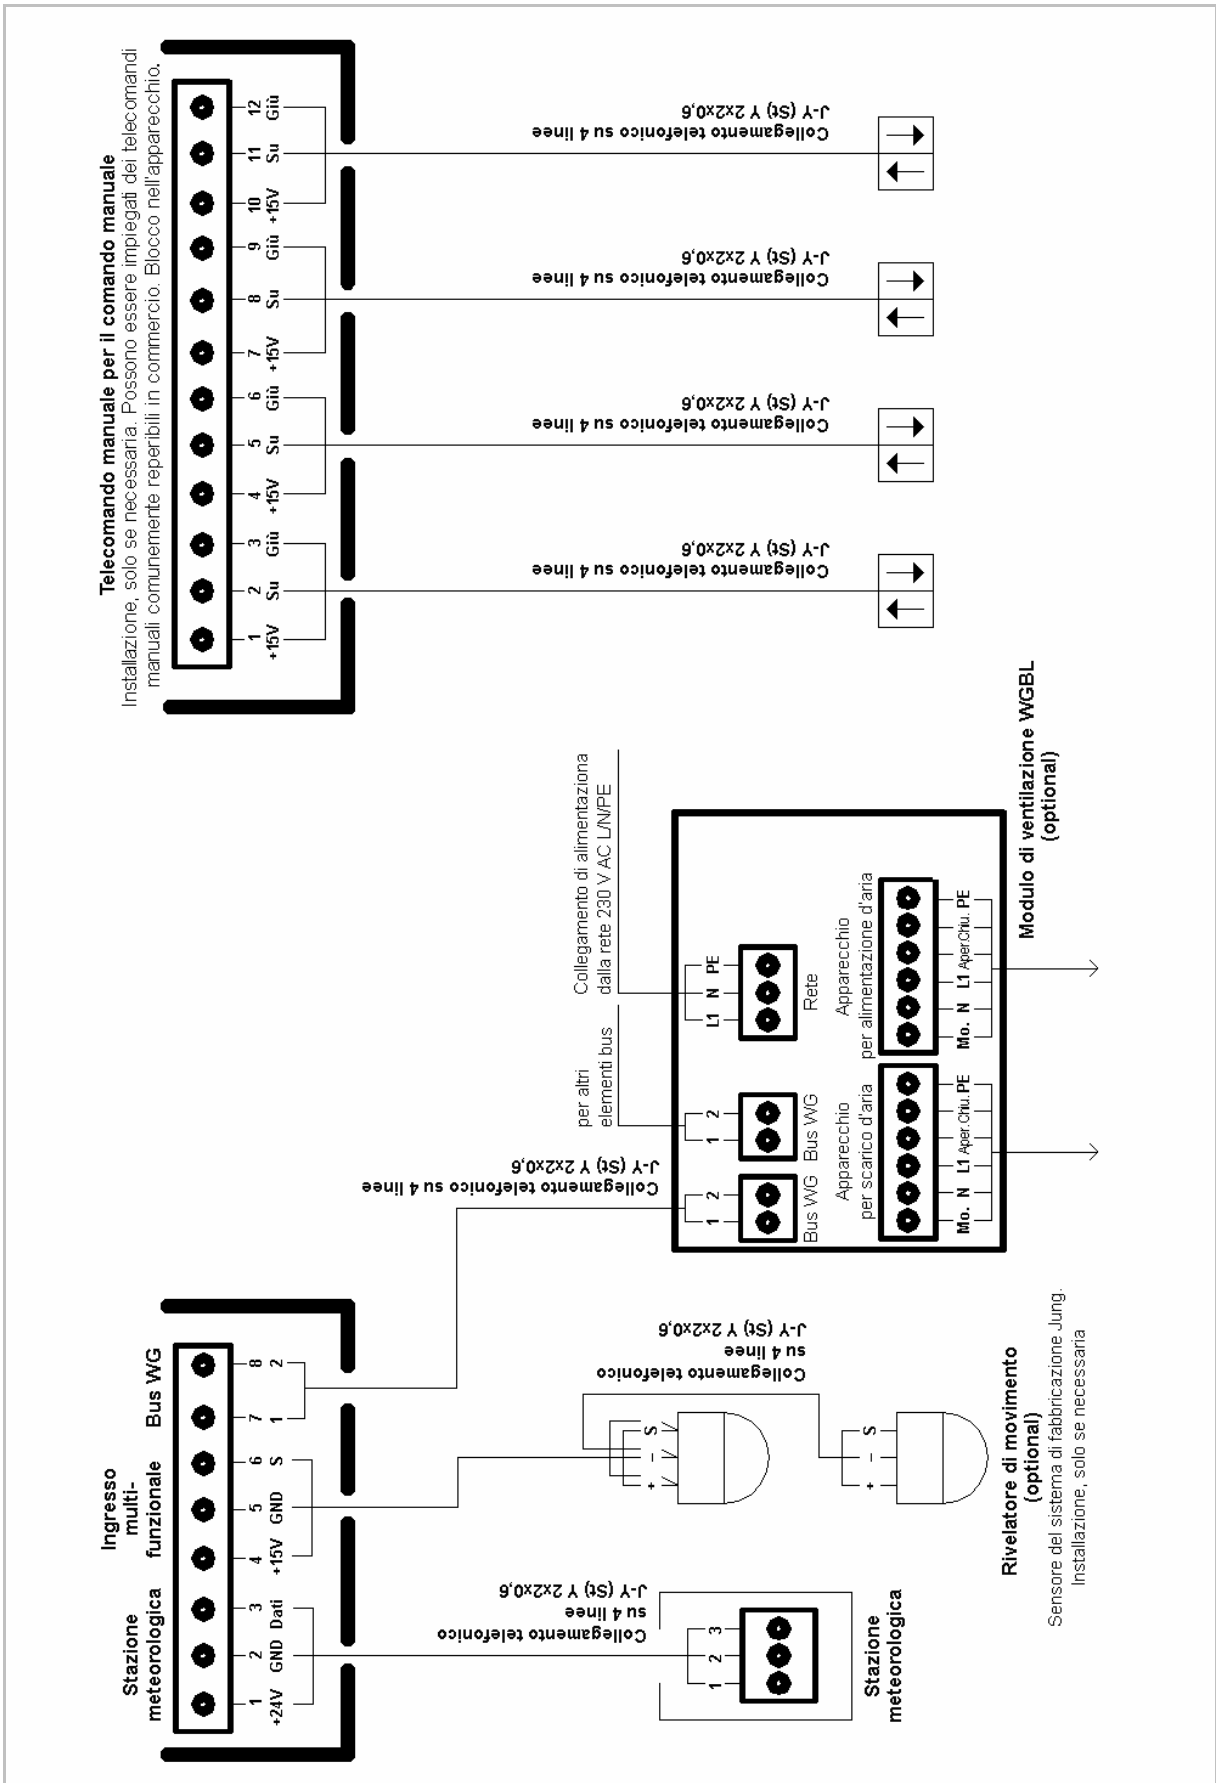 Telecomando manuale per il comando manuale
Installazione, solo se necessaria. Possono essere impiegati dei telecomandi
manuali comunemente reperibili in commercio. Blocco nell'apparecchio.
1 2 3 4 5 6 7 8 9 10 11 12
+15V Su Giù +15V Su Giù +15V Su Giù +15V Su Giù
Collegamento telefonico su 4 linee
J-Y (St) Y 2x2x0,6
Collegamento telefonico su 4 linee
J-Y (St) Y 2x2x0,6
Collegamento telefonico su 4 linee
J-Y (St) Y 2x2x0,6
Collegamento telefonico su 4 linee
J-Y (St) Y 2x2x0,6
Stazione
meteorologica
Ingresso
multi-
funzionale
Bus WG
1 2 3 4 5 6 7 8
+24V GND Dati +15V GND S 1 2
Collegamento telefonico
su 4 linee
J-Y (St) Y 2x2x0,6
1 2 3
Stazione
meteorologica
Collegamento telefonico
su 4 linee
J-Y (St) Y 2x2x0,6
+ – S
+ – S
Rivelatore di movimento
(optional)
Sensore del sistema di fabbricazione Jung.
Installazione, solo se necessaria
Collegamento telefonico su 4 linee
J-Y (St) Y 2x2x0,6
per altri
elementi bus
Collegamento di alimentaziona
dalla rete 230 V AC L/N/PE
1 2
Bus WG
1 2
Bus WG
L1 N PE
Rete
Apparecchio
per scarico d'aria
Mo. N L1 Aper. Chiu. PE
Apparecchio
per alimentazione d'aria
Mo. N L1 Aper. Chiu. PE
Modulo di ventilazione WGBL
(optional)